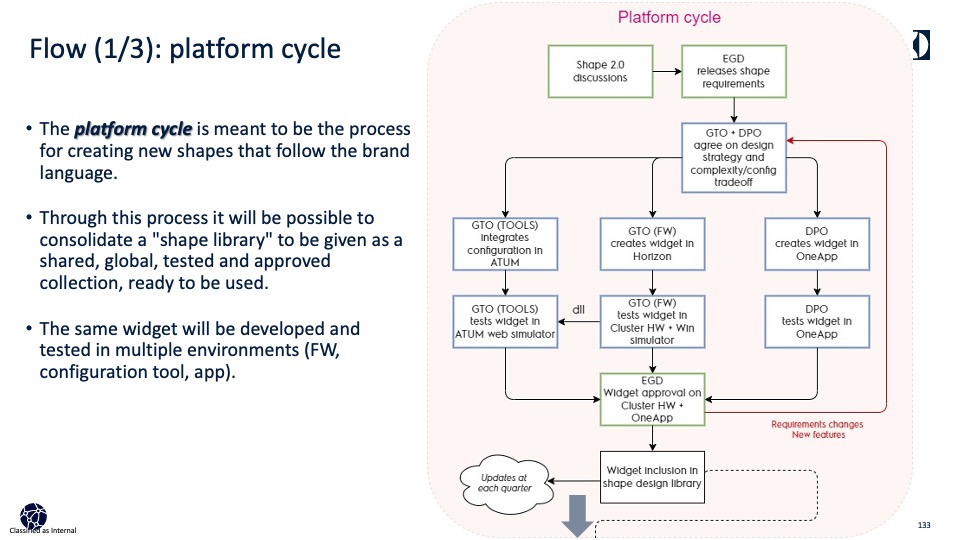 Flow (1/3): platform cycle
• The platform cycle is meant to be the process
for creating new shapes that follow the brand
language.
• Through this process it will be possible to
consolidate a "shape library" to be given as a
shared, global, tested and approved
collection, ready to be used.
• The same widget will be developed and
tested in multiple environments (FW,
configuration tool, app).
Platform cycle
Shape 2.0
discussions
EGD
releases shape
requirements
GTO + DPO
agree on design
strategy and
complexity/config
tradeoff
GTO (TOOLS)
integrates
configuration in
ATUM
GTO (FW)
creates widget in
Horizon
DPO
creates widget in
OneApp
GTO (TOOLS)
tests widget in
ATUM web simulator
dll
GTO (FW)
tests widget in
Cluster HW + Win
simulator
DPO
tests widget in
OneApp
EGD
Widget approval on
Cluster HW +
OneApp
Requirements changes
New features
Updates at
each quarter
Widget inclusion in
shape design library
Classified as Internal
133